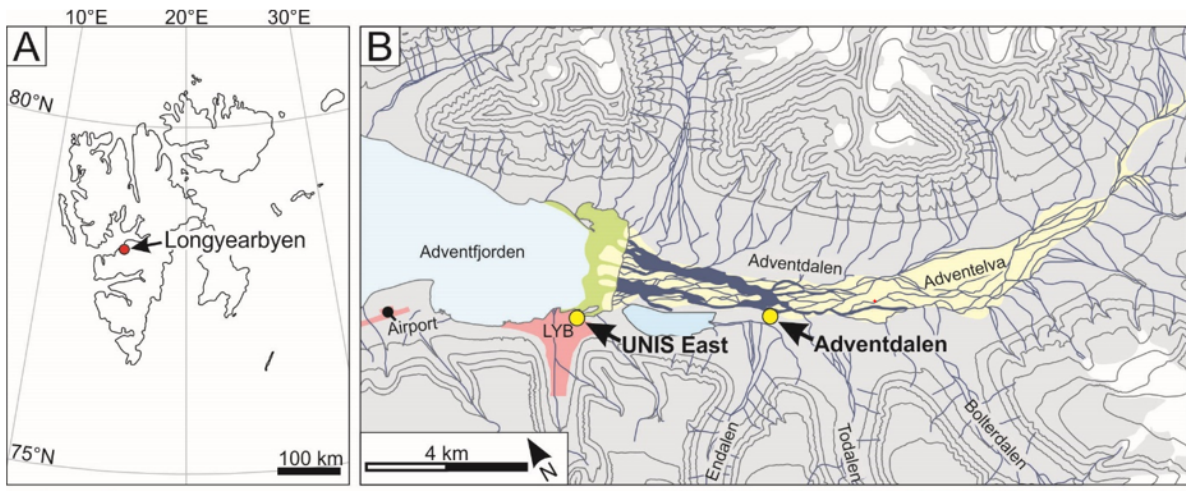 10°E 20°E 30°E
A
80°N
Longyearbyen
75°N
100 km
B
Adventfjorden
Adventdalen
Adventelva
Airport
LYB
UNIS East
Adventdalen
Endalen
Todalen
Bolterdalen
4 km
N